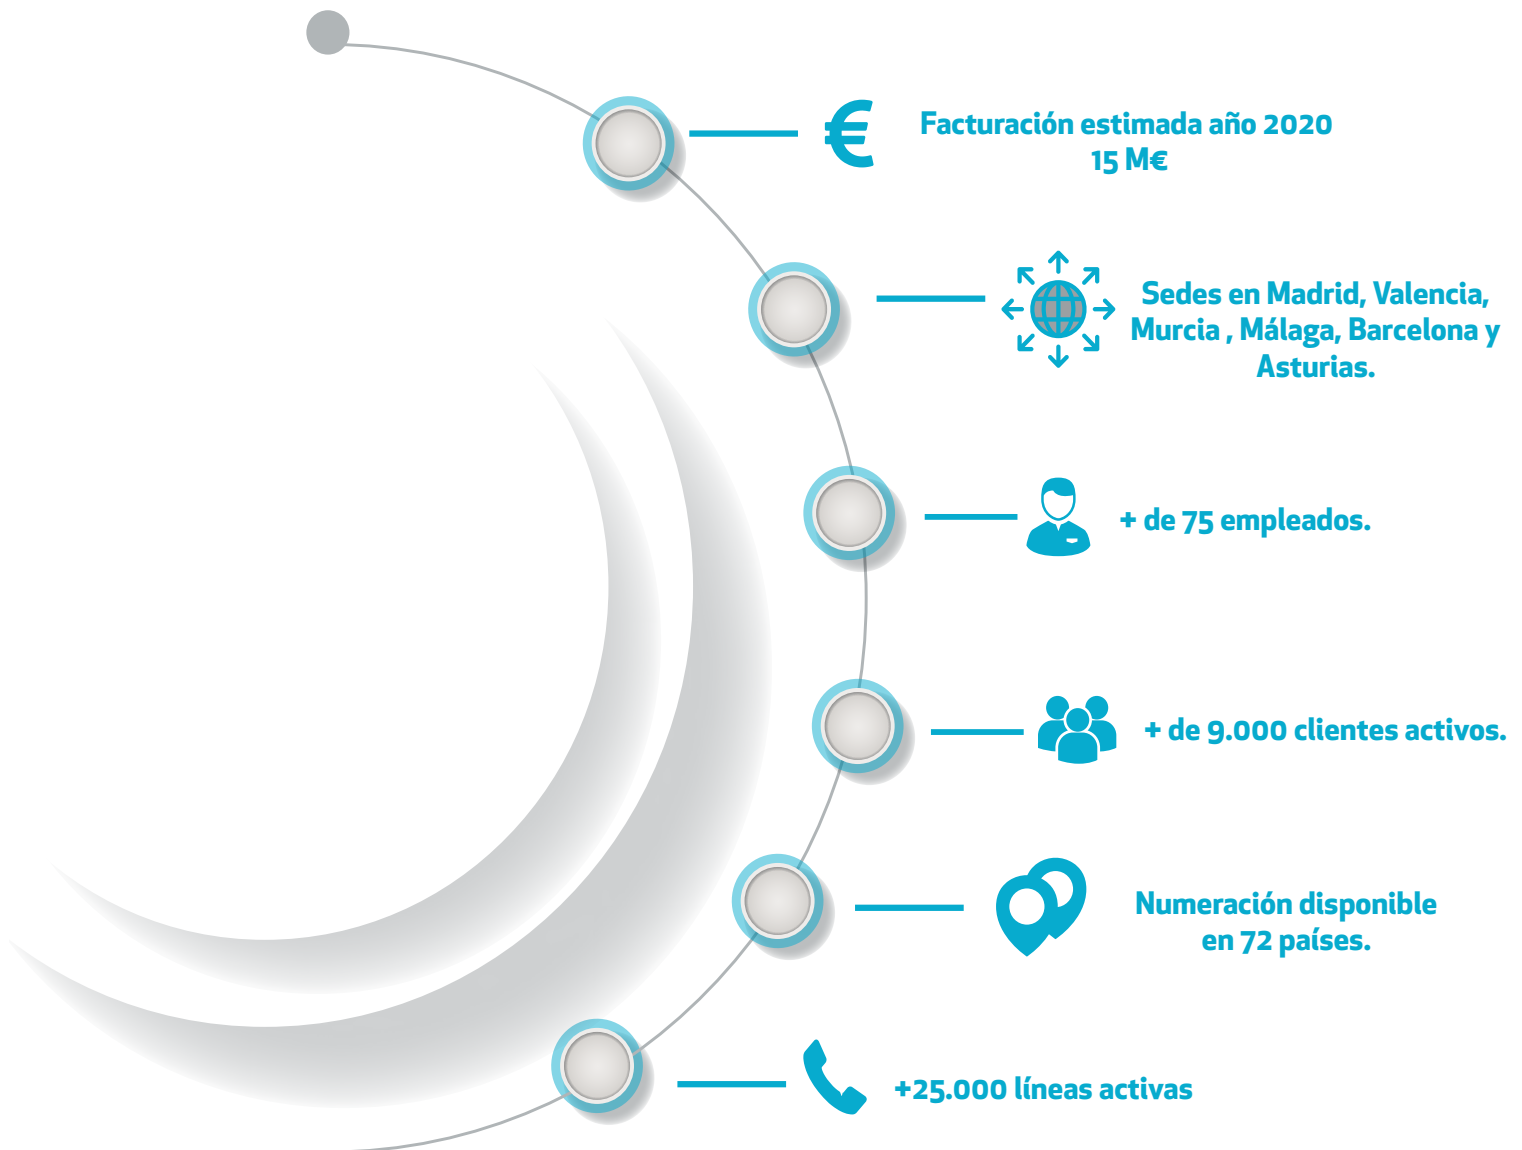 Facturación estimada año 2020
15 M€
Sedes en Madrid, Valencia,
Murcia , Málaga, Barcelona y
Asturias.
+ de 75 empleados.
+ de 9.000 clientes activos.
Numeración disponible
en 72 países.
+25.000 líneas activas